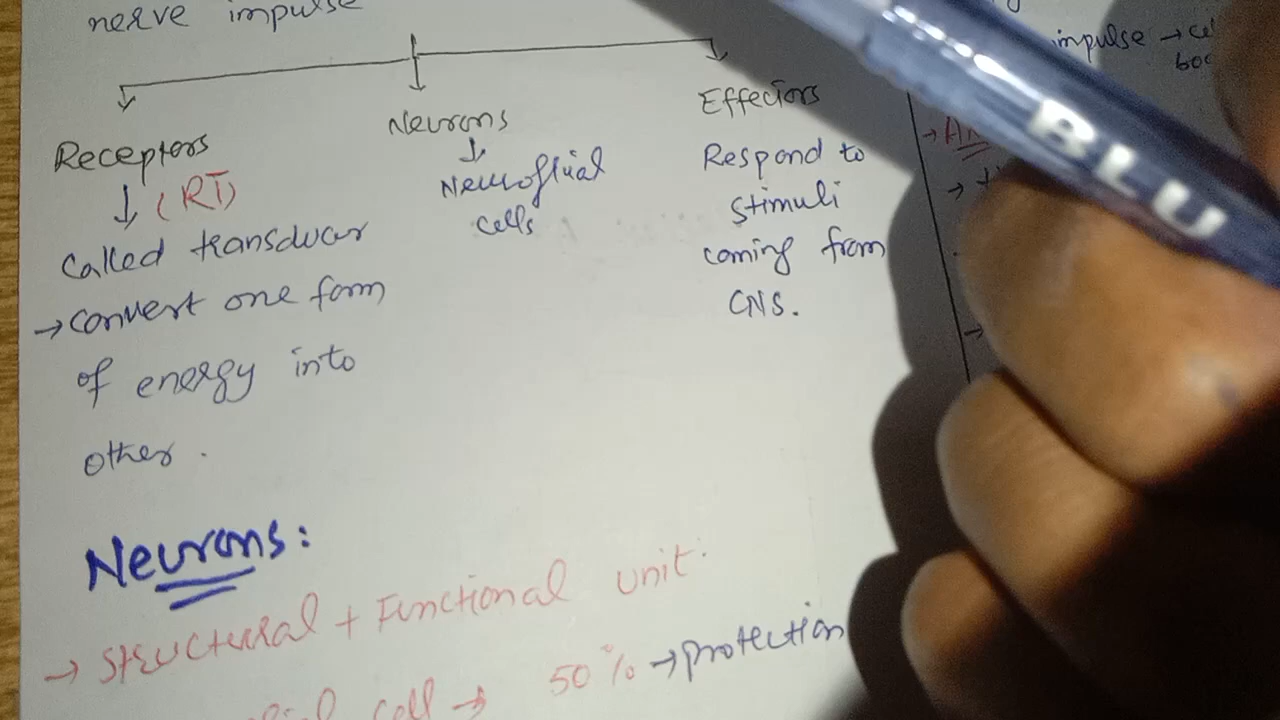 nerve impulse
Receptors
↓ (RT)
Called transducer
→ Convert one form
of energy into
other.
Neurons
↓
Neuroglial
cells
Effectors
Respond to
stimuli
coming from
CNS.
Neurons:
→ Structural + Functional unit.
cell → 50% → protection
impulse →
BLU